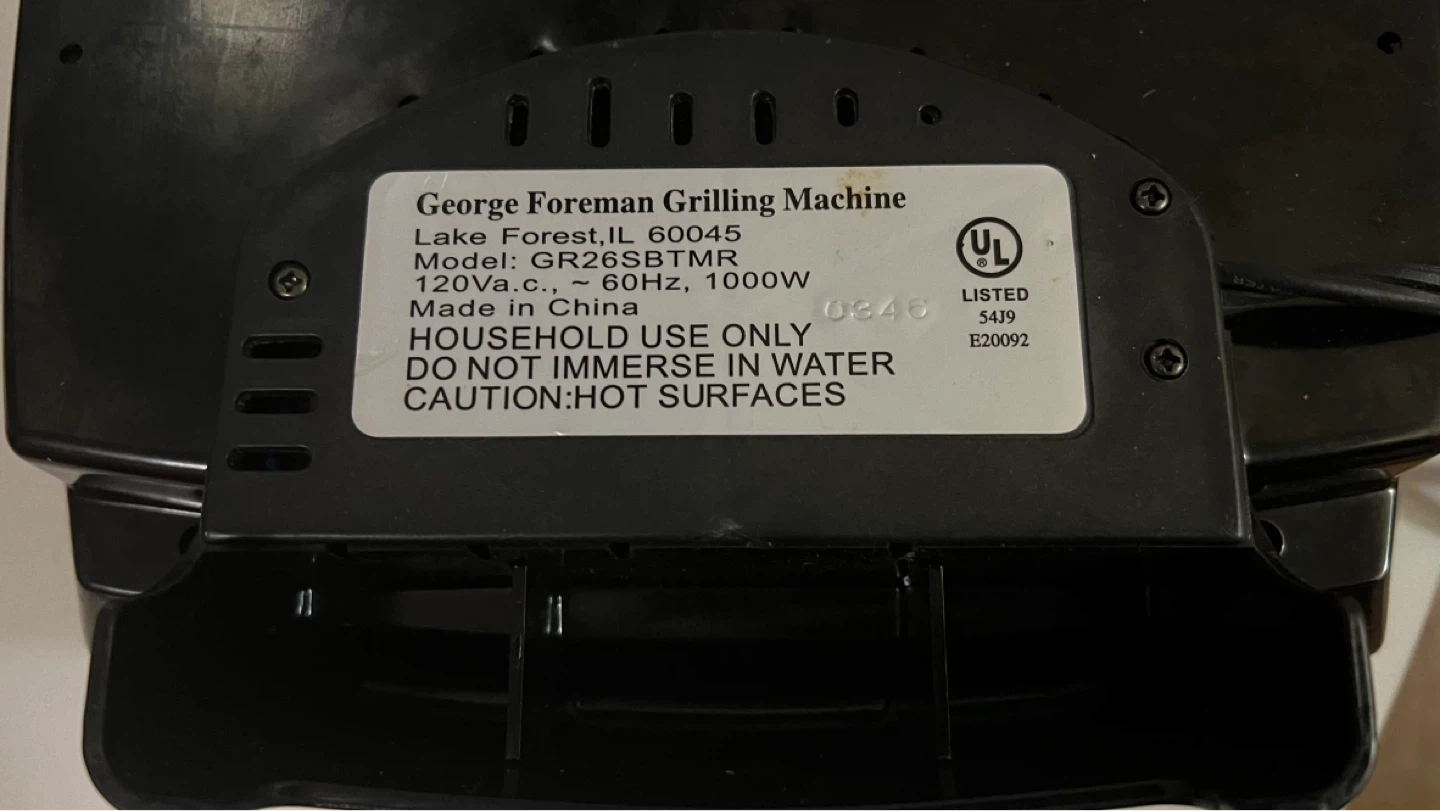 George Foreman Grilling Machine
Lake Forest,IL 60045
Model: GR26SBTMR
120Va.c., ~ 60Hz, 1000W
Made in China
0346
HOUSEHOLD USE ONLY
DO NOT IMMERSE IN WATER
CAUTION:HOT SURFACES
UL
®
LISTED
54J9
E20092